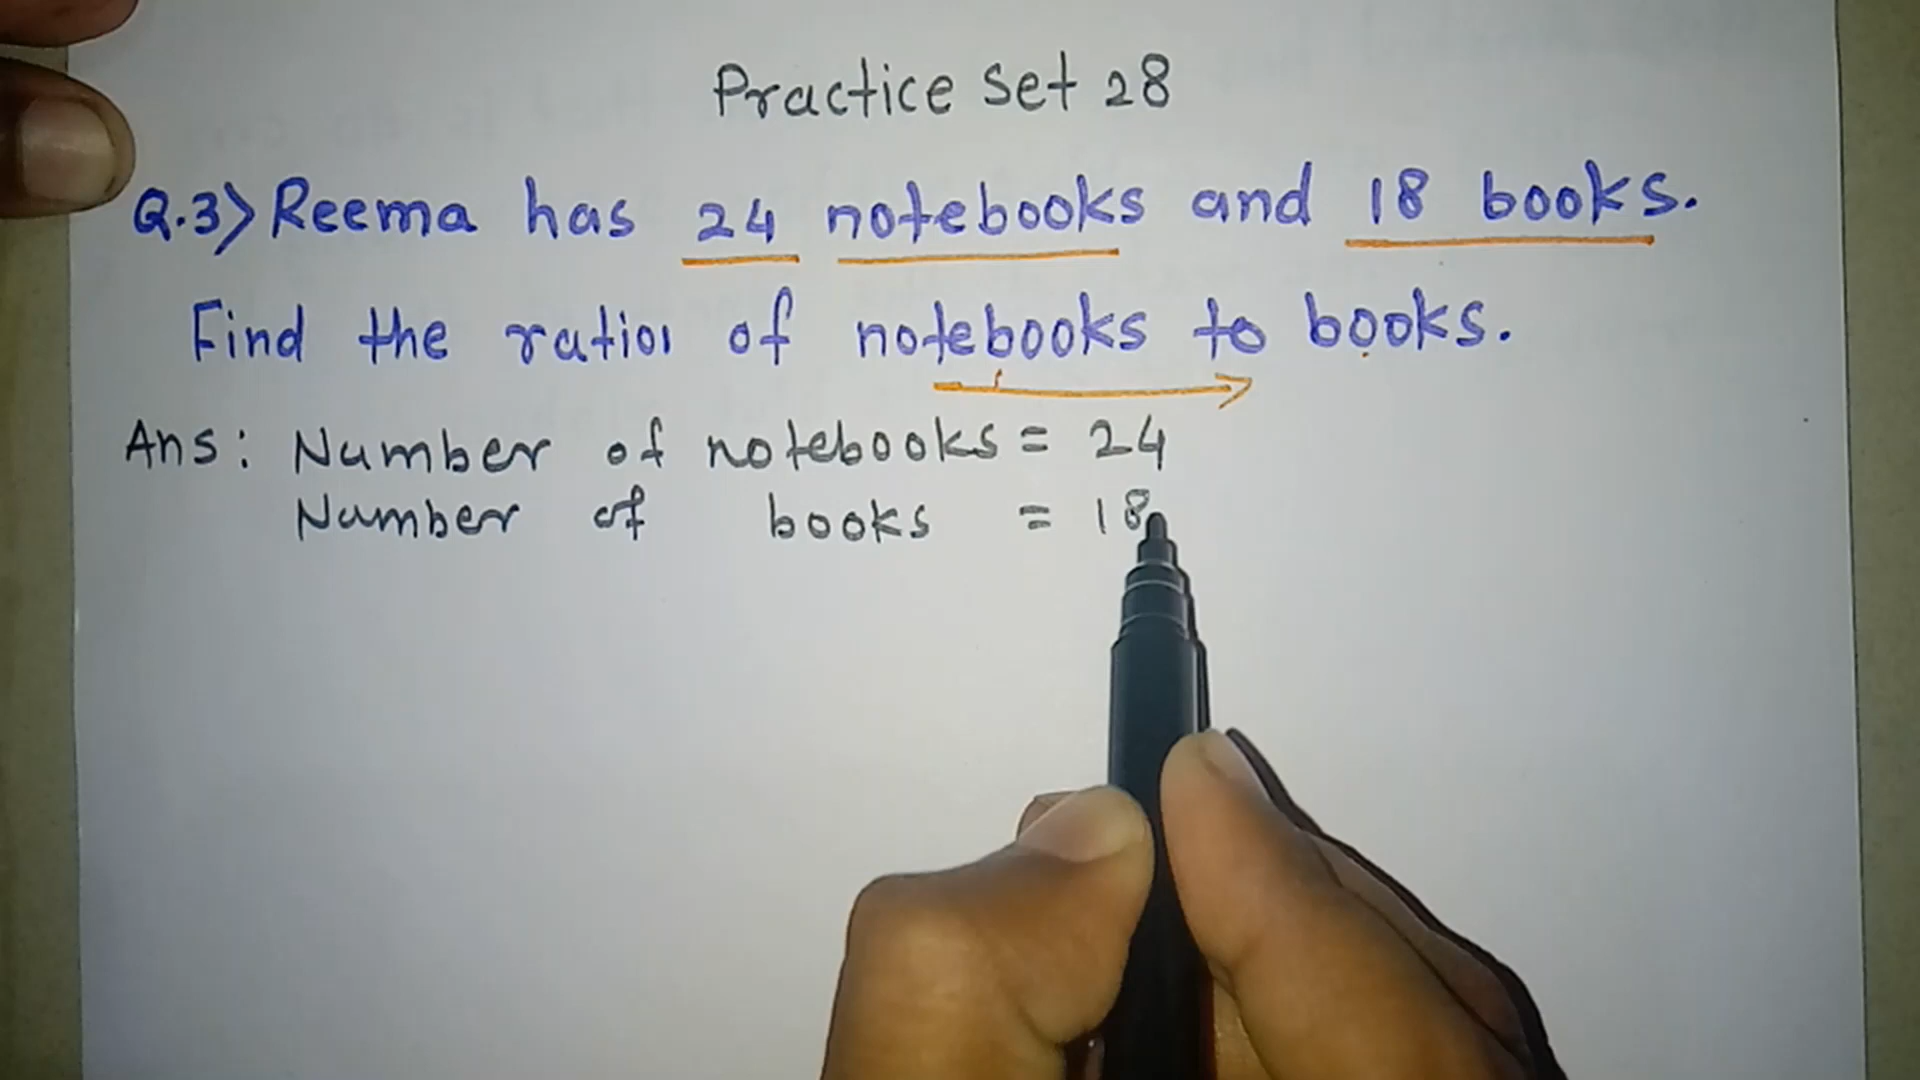 Practice Set 28
Q.3) Reema has 24 notebooks and 18 books.
Find the ratio of notebooks to books.
Ans: Number of notebooks = 24
Number of books = 18